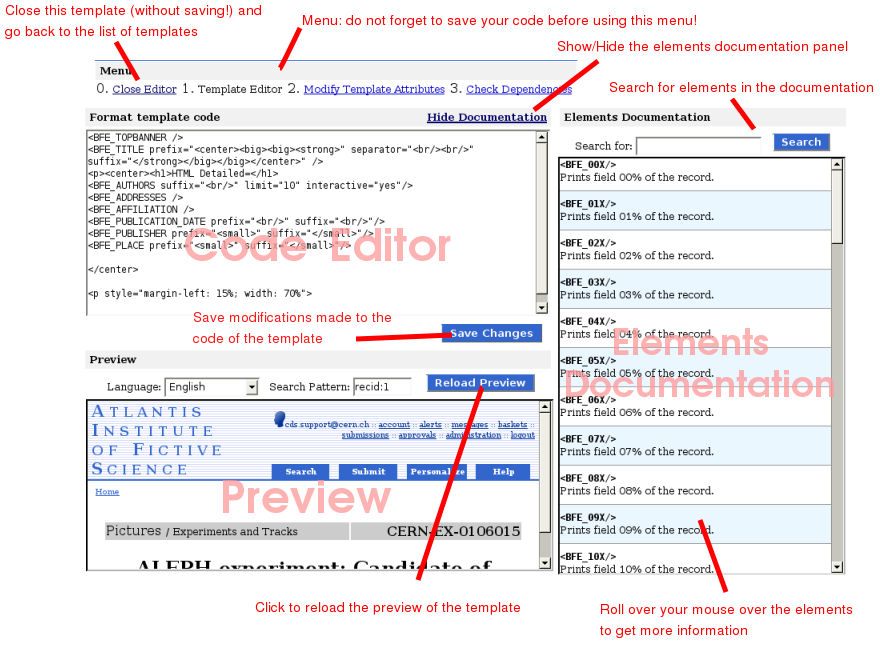 Close this template (without saving!) and
go back to the list of templates
Menu: do not forget to save your code before using this menu!
Show/Hide the elements documentation panel
Search for elements in the documentation
Menu
0. Close Editor 1. Template Editor 2. Modify Template Attributes 3. Check Dependencies
Format template code
Hide Documentation
<BFE_TOPBANNER />
<BFE_TITLE prefix="<center><big><big><strong>" separator="<br/><br/>"
suffix="</strong></big></big></center>" />
<p><center><h1>HTML Detailed=</h1>
<BFE_AUTHORS suffix="<br/>" limit="10" interactive="yes"/>
<BFE_ADDRESSES />
<BFE_AFFILIATION />
<BFE_PUBLICATION_DATE prefix="<br/>" suffix="<br/>"/>
<BFE_PUBLISHER prefix="<small>" suffix="</small>"/>
<BFE_PLACE prefix="<small>" suffix="</small>"/>
</center>
<p style="margin-left: 15%; width: 70%">
Code Editor
Save modifications made to the
code of the template
Save Changes
Preview
Language: English Search Pattern: recid:1 Reload Preview
ATLANTIS
INSTITUTE
OF FICTIVE
SCIENCE
cds.support@cern.ch :: account :: alerts :: messages :: baskets ::
submissions :: approvals :: administration :: logout
Search Submit Personalize Help
Home
Preview
Pictures / Experiments and Tracks CERN-EX-0106015
ALEPH experiment: Candidate of
Click to reload the preview of the template
Elements Documentation
Search for: Search
<BFE_00X/>
Prints field 00% of the record.
<BFE_01X/>
Prints field 01% of the record.
<BFE_02X/>
Prints field 02% of the record.
<BFE_03X/>
Prints field 03% of the record.
<BFE_04X/>
Prints field 04% of the record.
<BFE_05X/>
Prints field 05% of the record.
<BFE_06X/>
Prints field 06% of the record.
<BFE_07X/>
Prints field 07% of the record.
<BFE_08X/>
Prints field 08% of the record.
<BFE_09X/>
Prints field 09% of the record.
<BFE_10X/>
Prints field 10% of the record.
Elements
Documentation
Roll over your mouse over the elements
to get more information